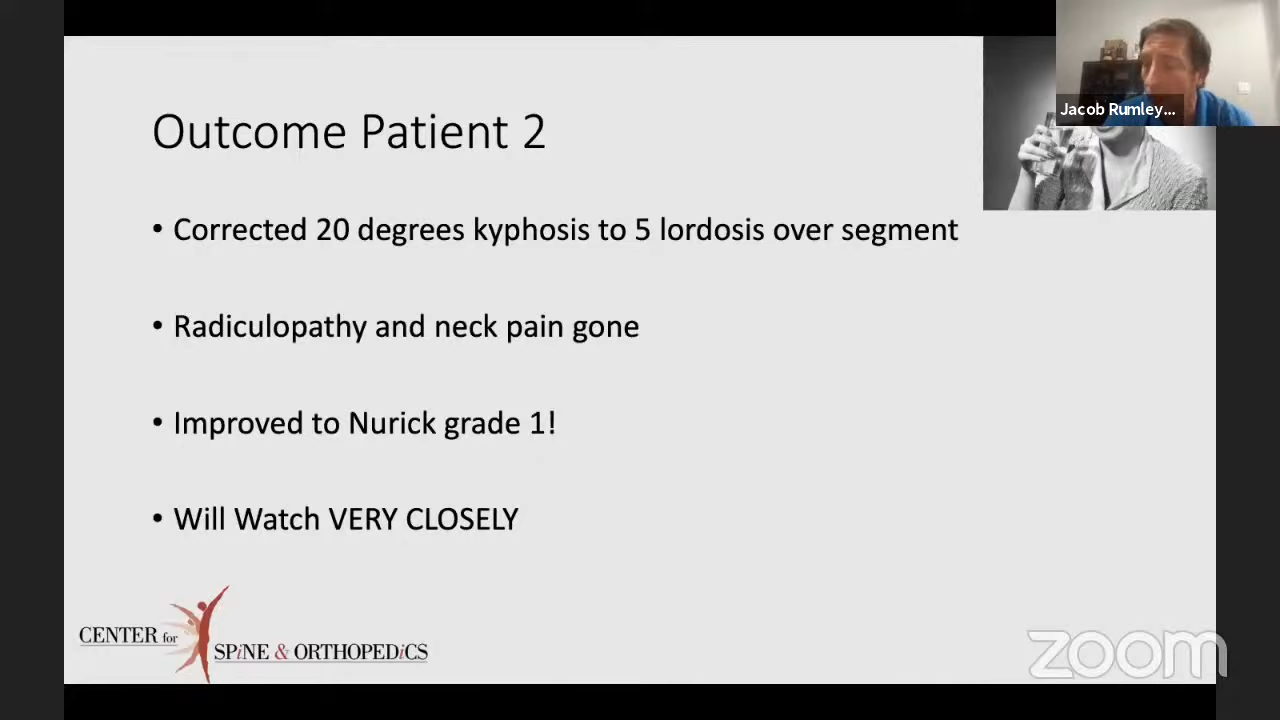 Jacob Rumley...
Outcome Patient 2
• Corrected 20 degrees kyphosis to 5 lordosis over segment
• Radiculopathy and neck pain gone
• Improved to Nurick grade 1!
• Will Watch VERY CLOSELY
CENTER for
SPiNE & ORTHOPEDiCS
zoom